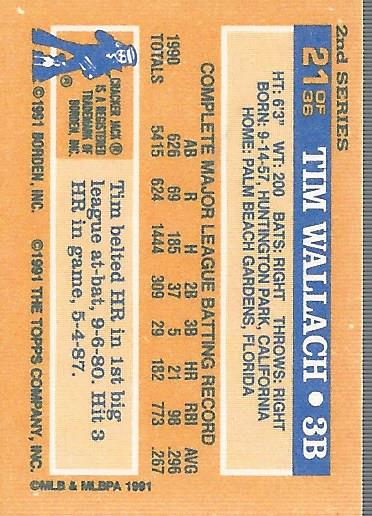 2nd SERIES
21 OF 36
TIM WALLACH • 3B
HT: 6'3" WT: 200 BATS: RIGHT THROWS: RIGHT
BORN: 9-14-57, HUNTINGTON PARK, CALIFORNIA
HOME: PALM BEACH GARDENS, FLORIDA
COMPLETE MAJOR LEAGUE BATTING RECORD
AB R H 2B 3B HR RBI AVG
1990 626 69 185 37 5 21 98 .296
TOTALS 5415 624 1444 309 29 182 773 .267
CRACKER JACK®
IS A REGISTERED
TRADEMARK OF
BORDEN, INC.
Tim belted HR in 1st big
league at-bat, 9-6-80. Hit 3
HR in game, 5-4-87.
©1991 BORDEN, INC. ©1991 THE TOPPS COMPANY, INC.
©MLB & MLBPA 1991